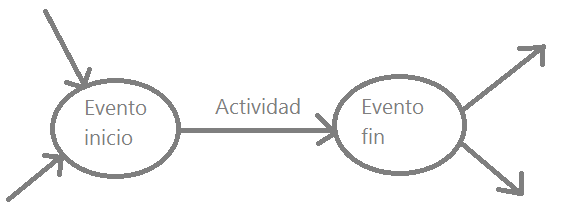 Evento
inicio
Actividad
Evento
fin